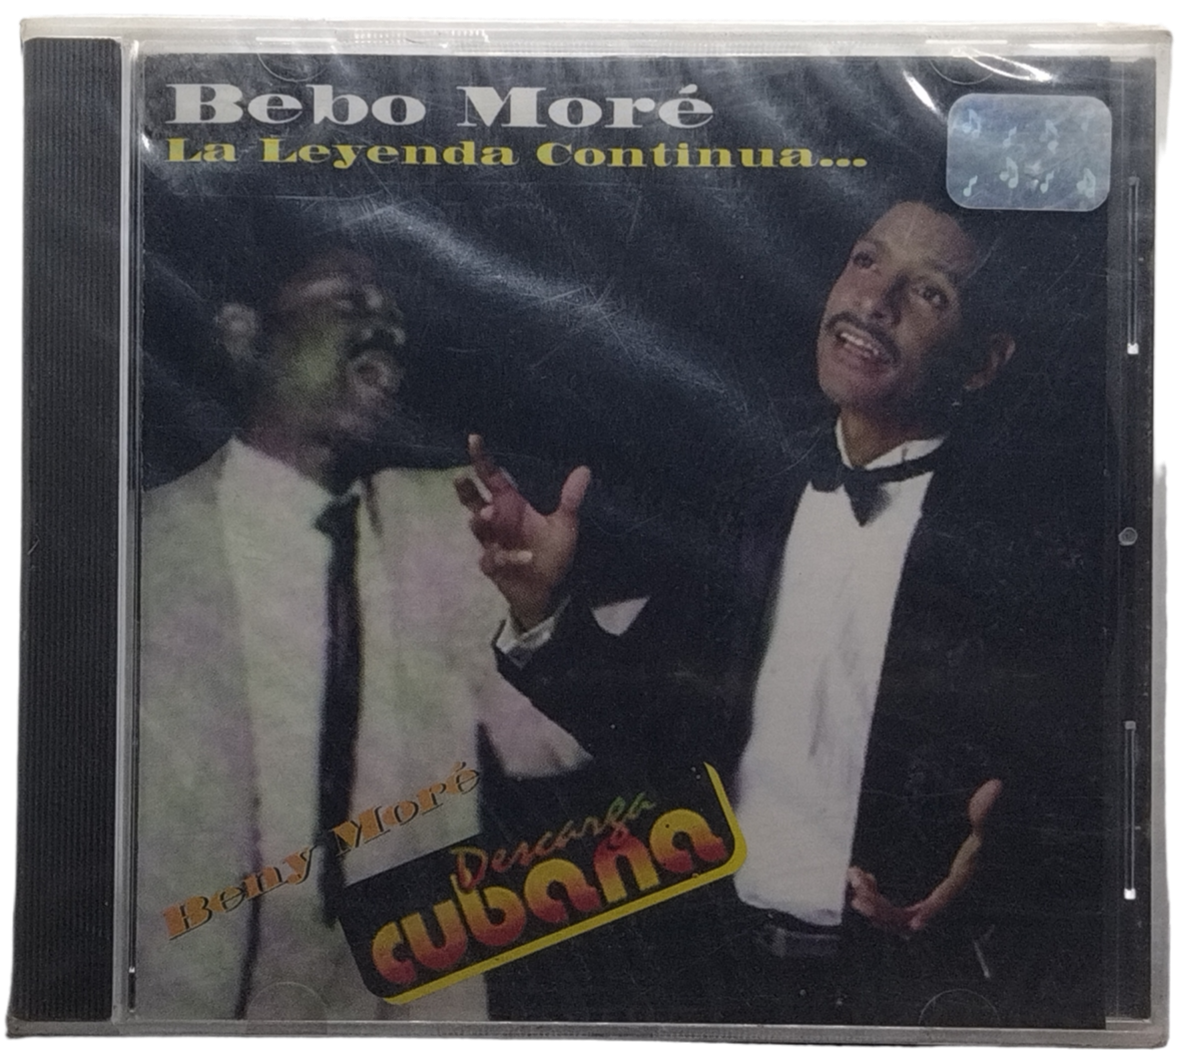 Bebo Moré
La Leyenda Continua...
Beny Moré
Descarga
cubana